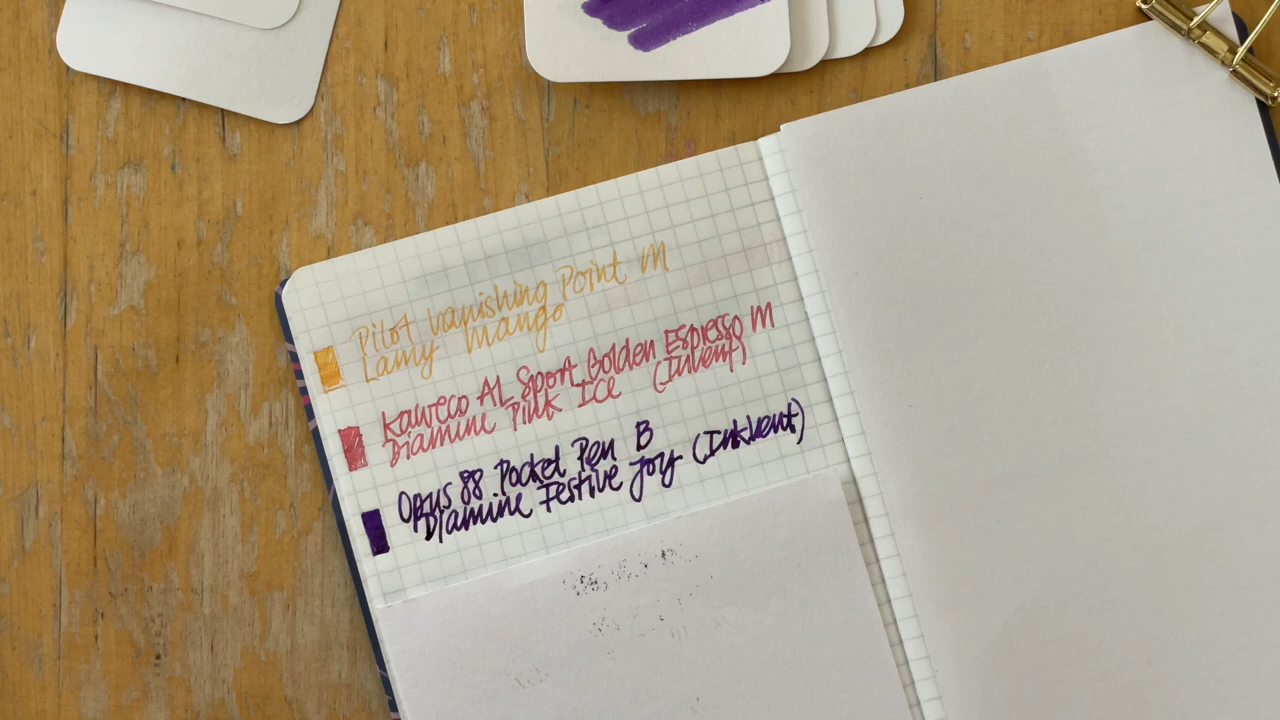 Pilot Vanishing Point M
Lamy Mango
Kaweco AL Sport Golden Espresso M
Diamine Pink Ice (Invent)
Opus 88 Pocket Pen B
Diamine Festive Joy (Inkvent)